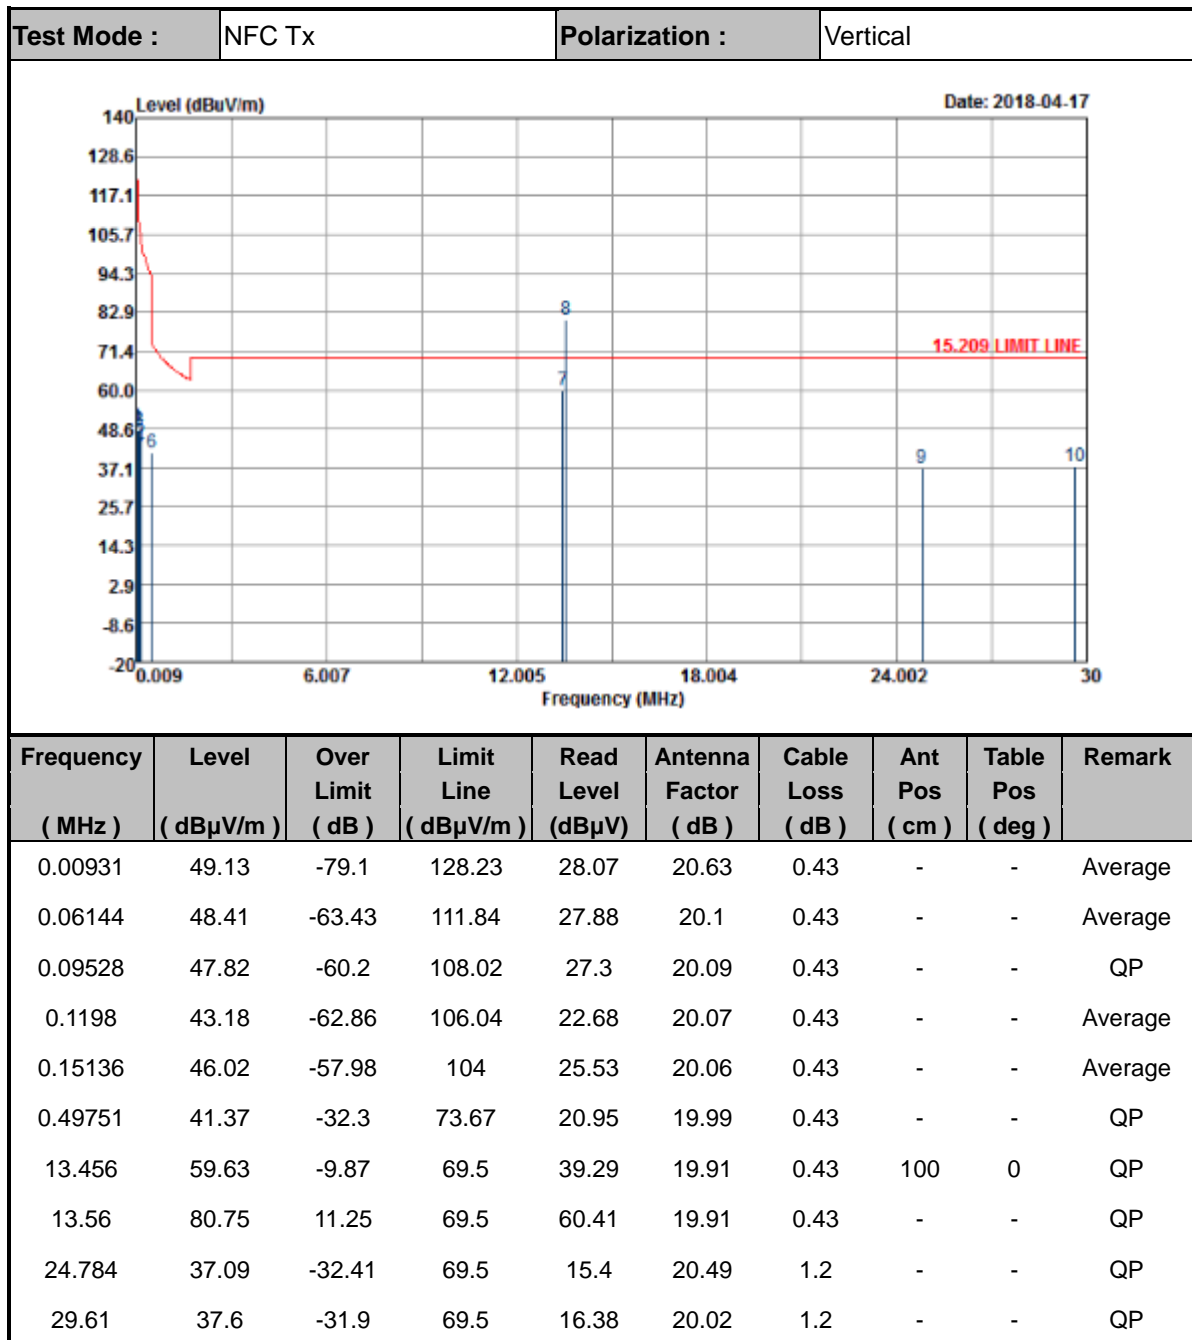 Test Mode : NFC Tx Polarization : Vertical
Level (dBuV/m) Date: 2018-04-17
140
128.6
117.1
105.7
94.3
82.9
8
15.209 LIMIT LINE
71.4
7
60.0
48.6
6
9
10
37.1
25.7
14.3
2.9
-8.6
-20
0.009 6.007 12.005 18.004 24.002 30
Frequency (MHz)
Frequency Level Over Limit Read Antenna Cable Ant Table Remark
Limit Line Level Factor Loss Pos Pos
( MHz ) ( dBµV/m ) ( dB ) ( dBµV/m ) (dBµV) ( dB ) ( dB ) ( cm ) ( deg )
0.00931 49.13 -79.1 128.23 28.07 20.63 0.43 - - Average
0.06144 48.41 -63.43 111.84 27.88 20.1 0.43 - - Average
0.09528 47.82 -60.2 108.02 27.3 20.09 0.43 - - QP
0.1198 43.18 -62.86 106.04 22.68 20.07 0.43 - - Average
0.15136 46.02 -57.98 104 25.53 20.06 0.43 - - Average
0.49751 41.37 -32.3 73.67 20.95 19.99 0.43 - - QP
13.456 59.63 -9.87 69.5 39.29 19.91 0.43 100 0 QP
13.56 80.75 11.25 69.5 60.41 19.91 0.43 - - QP
24.784 37.09 -32.41 69.5 15.4 20.49 1.2 - - QP
29.61 37.6 -31.9 69.5 16.38 20.02 1.2 - - QP